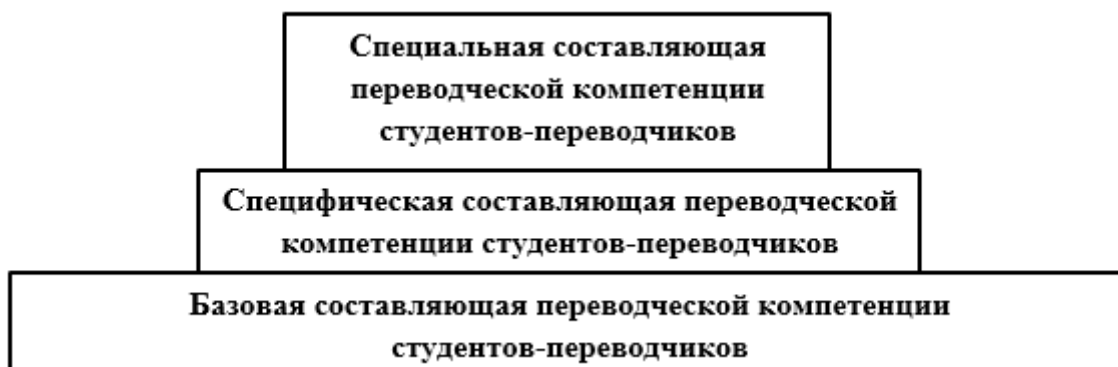 Специальная составляющая
переводческой компетенции
студентов-переводчиков
Специфическая составляющая переводческой
компетенции студентов-переводчиков
Базовая составляющая переводческой компетенции
студентов-переводчиков